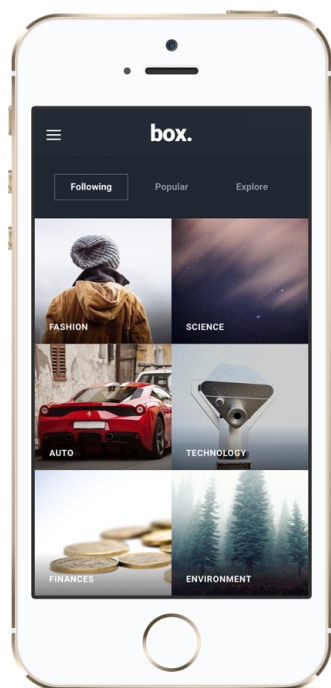 box.
Following Popular Explore
FASHION SCIENCE
AUTO TECHNOLOGY
FINANCES ENVIRONMENT